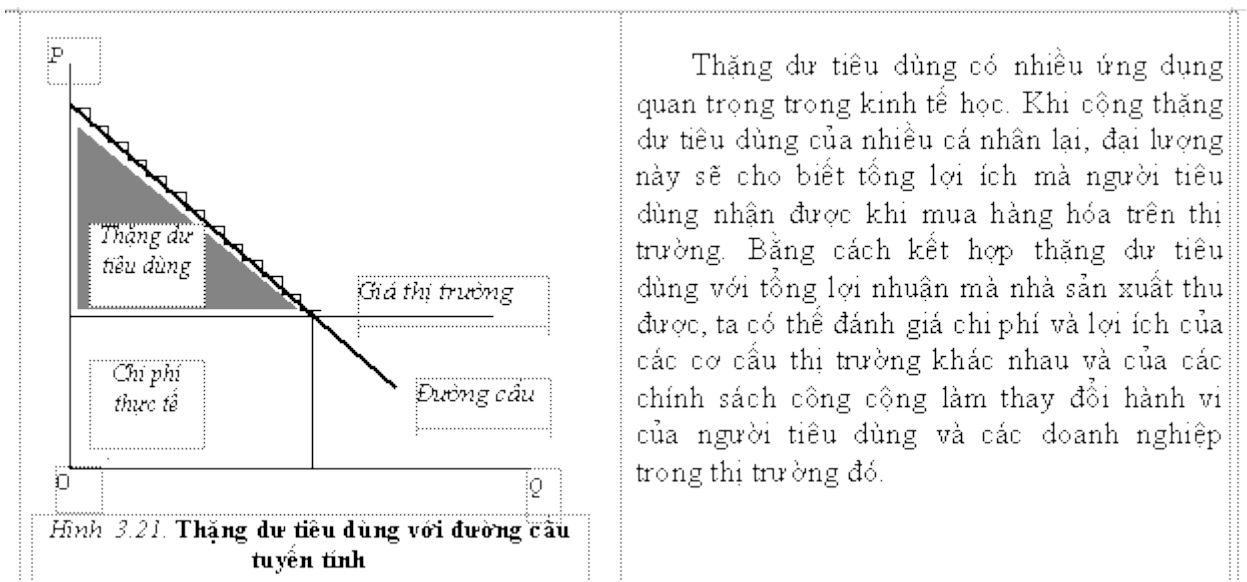 P
Thặng dư
tiêu dùng
Giá thị trường
Chi phí
thực tế
Đường cầu
O
Q
Hình 3.21. Thặng dư tiêu dùng với đường cầu
tuyến tính
Thặng dư tiêu dùng có nhiều ứng dụng
quan trọng trong kinh tế học. Khi cộng thặng
dư tiêu dùng của nhiều cá nhân lại, đại lượng
này sẽ cho biết tổng lợi ích mà người tiêu
dùng nhận được khi mua hàng hóa trên thị
trường. Bằng cách kết hợp thặng dư tiêu
dùng với tổng lợi nhuận mà nhà sản xuất thu
được, ta có thể đánh giá chi phí và lợi ích của
các cơ cấu thị trường khác nhau và của các
chính sách công cộng làm thay đổi hành vi
của người tiêu dùng và các doanh nghiệp
trong thị trường đó.